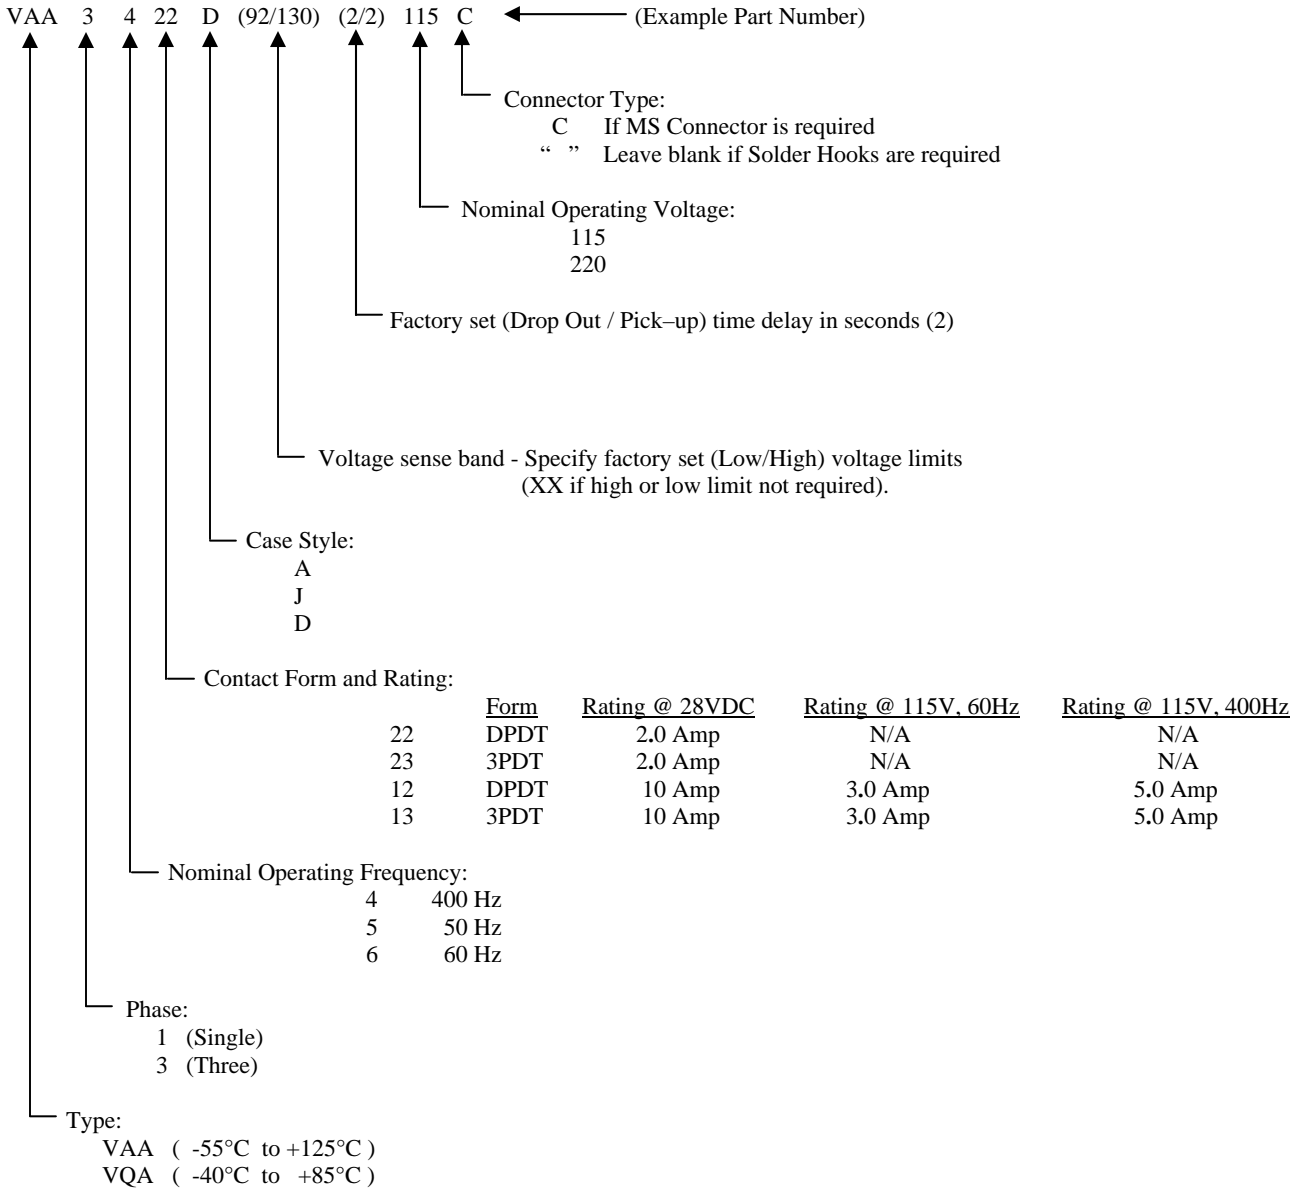 VAA 3 4 22 D (92/130) (2/2) 115 C (Example Part Number)
Connector Type:
C If MS Connector is required
“ ” Leave blank if Solder Hooks are required
Nominal Operating Voltage:
115
220
Factory set (Drop Out / Pick–up) time delay in seconds (2)
Voltage sense band - Specify factory set (Low/High) voltage limits
(XX if high or low limit not required).
Case Style:
A
J
D
Contact Form and Rating:
Form Rating @ 28VDC Rating @ 115V, 60Hz Rating @ 115V, 400Hz
22 DPDT 2.0 Amp N/A N/A
23 3PDT 2.0 Amp N/A N/A
12 DPDT 10 Amp 3.0 Amp 5.0 Amp
13 3PDT 10 Amp 3.0 Amp 5.0 Amp
Nominal Operating Frequency:
4 400 Hz
5 50 Hz
6 60 Hz
Phase:
1 (Single)
3 (Three)
Type:
VAA ( -55°C to +125°C )
VQA ( -40°C to +85°C )